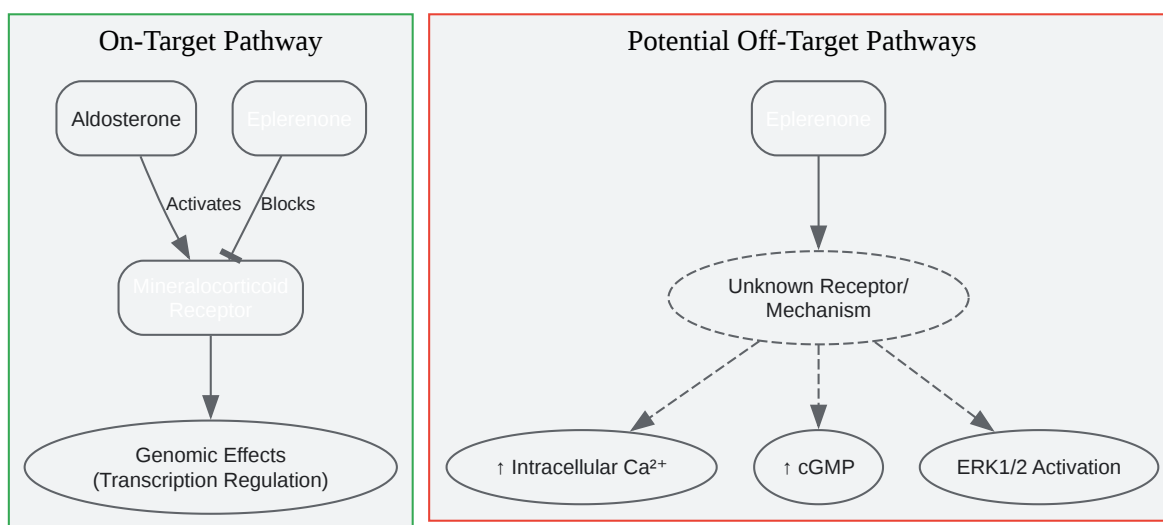 On-Target Pathway
Aldosterone
Eplerenone
Activates
Blocks
Mineralocorticoid
Receptor
Genomic Effects
(Transcription Regulation)
Potential Off-Target Pathways
Eplerenone
Unknown Receptor/
Mechanism
↑ Intracellular Ca²⁺
↑ cGMP
ERK1/2 Activation